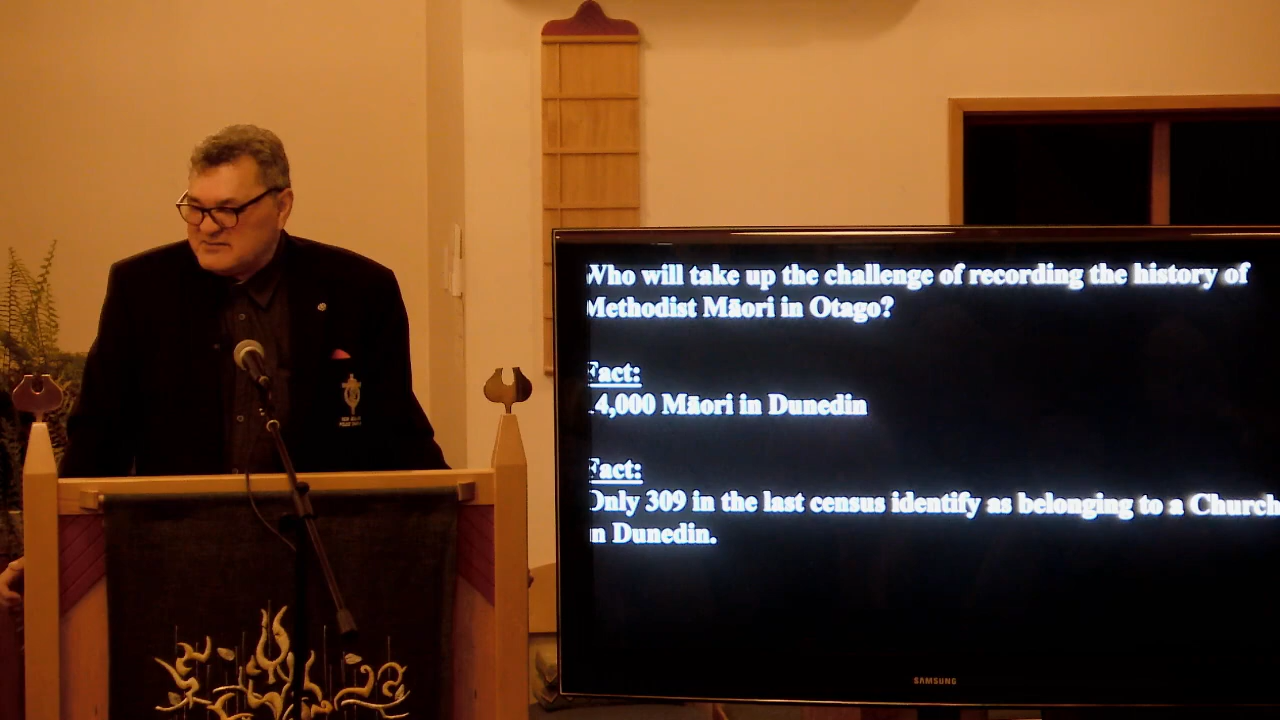 Who will take up the challenge of recording the history of
Methodist Māori in Otago?
Fact:
4,000 Māori in Dunedin
Fact:
Only 309 in the last census identify as belonging to a Church
in Dunedin.
SAMSUNG